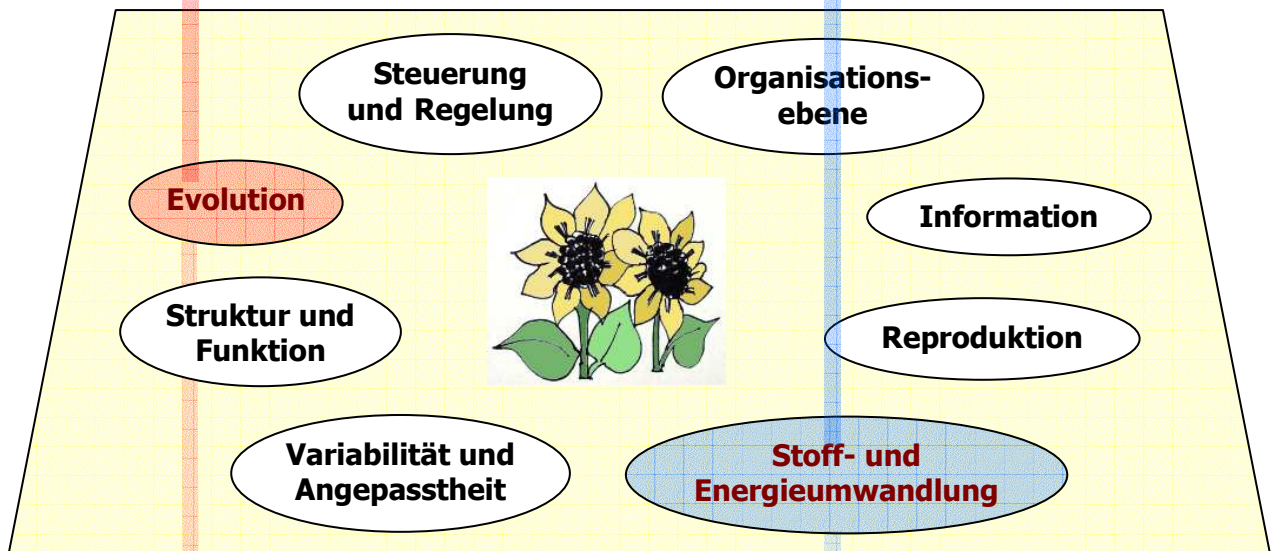 Steuerung
und Regelung
Organisations-
ebene
Evolution
Information
Struktur und
Funktion
Reproduktion
Variabilität und
Angepasstheit
Stoff- und
Energieumwandlung